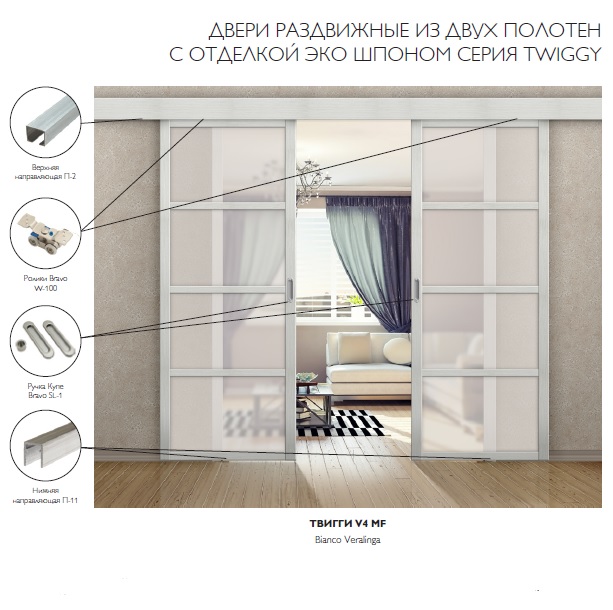 ДВЕРИ РАЗДВИЖНЫЕ ИЗ ДВУХ ПОЛОТЕН
С ОТДЕЛКОЙ ЭКО ШПОНОМ СЕРИЯ TWIGGY
Верхняя
направляющая П-2
Ролики Bravo
W-100
Ручка Купе
Bravo SL-1
Нижняя
направляющая П-11
ТВИГГИ V4 MF
Bianco Veralinga